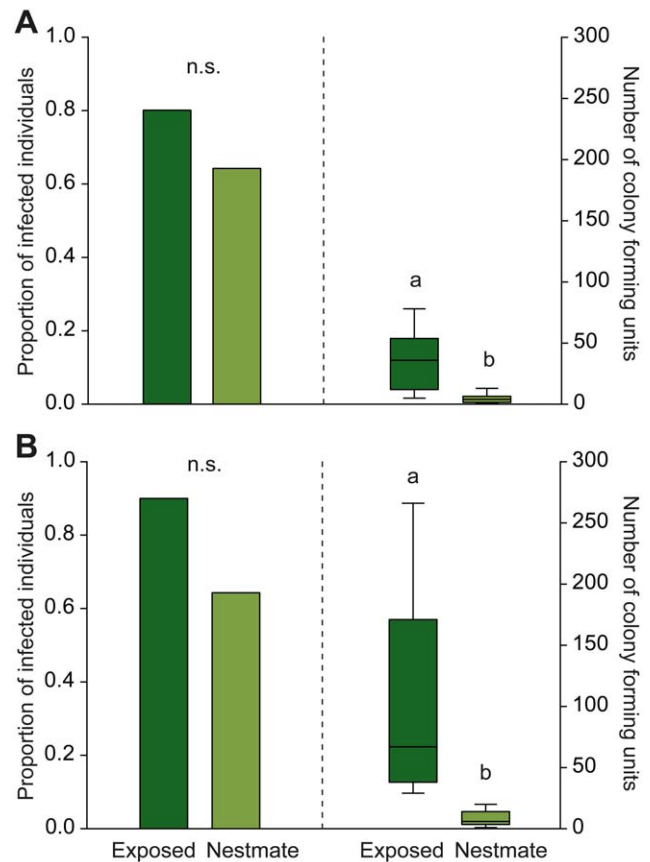 A
Proportion of infected individuals
1.0
0.8
0.6
0.4
0.2
0.0
n.s.
a
b
300
250
200
150
100
50
0
Number of colony forming units
B
Proportion of infected individuals
1.0
0.8
0.6
0.4
0.2
0.0
n.s.
a
b
300
250
200
150
100
50
0
Number of colony forming units
Exposed Nestmate Exposed Nestmate